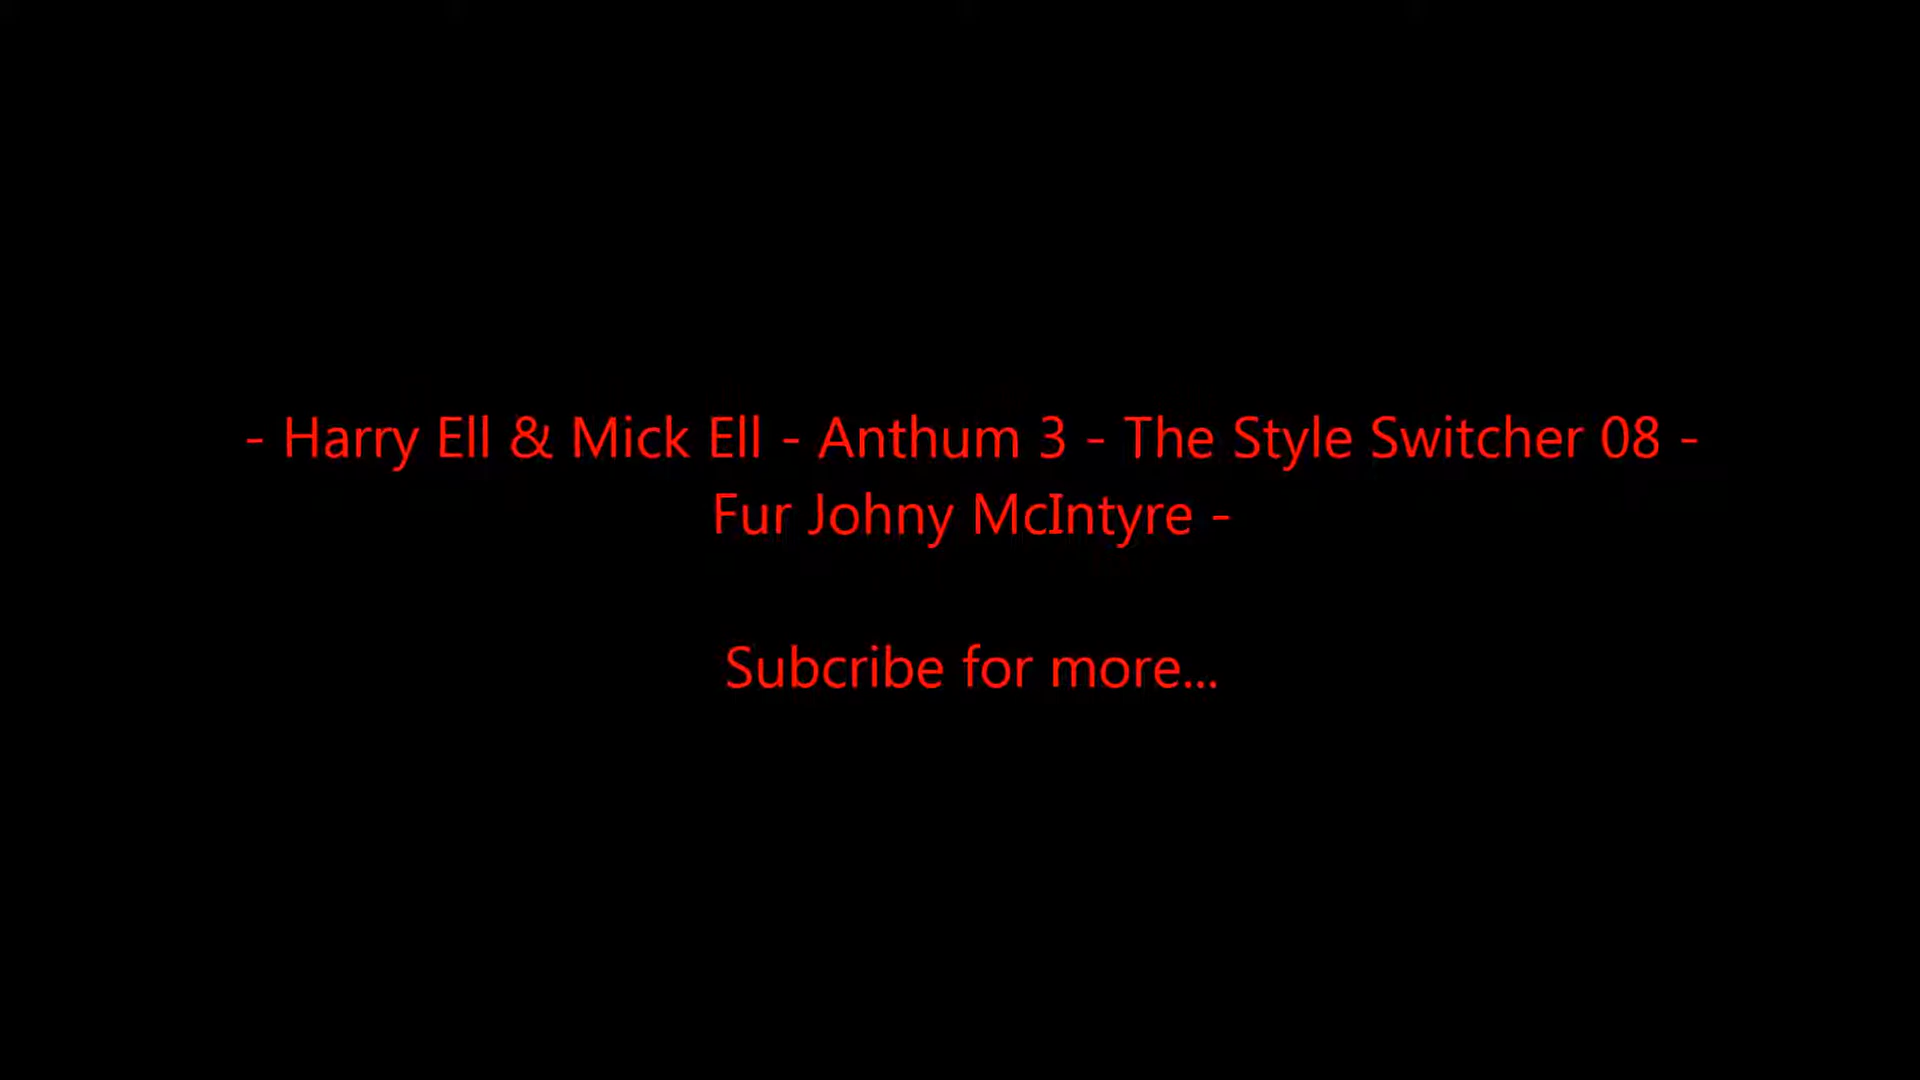 - Harry Ell & Mick Ell - Anthum 3 - The Style Switcher 08 -
Fur Johny McIntyre -
Subcribe for more...